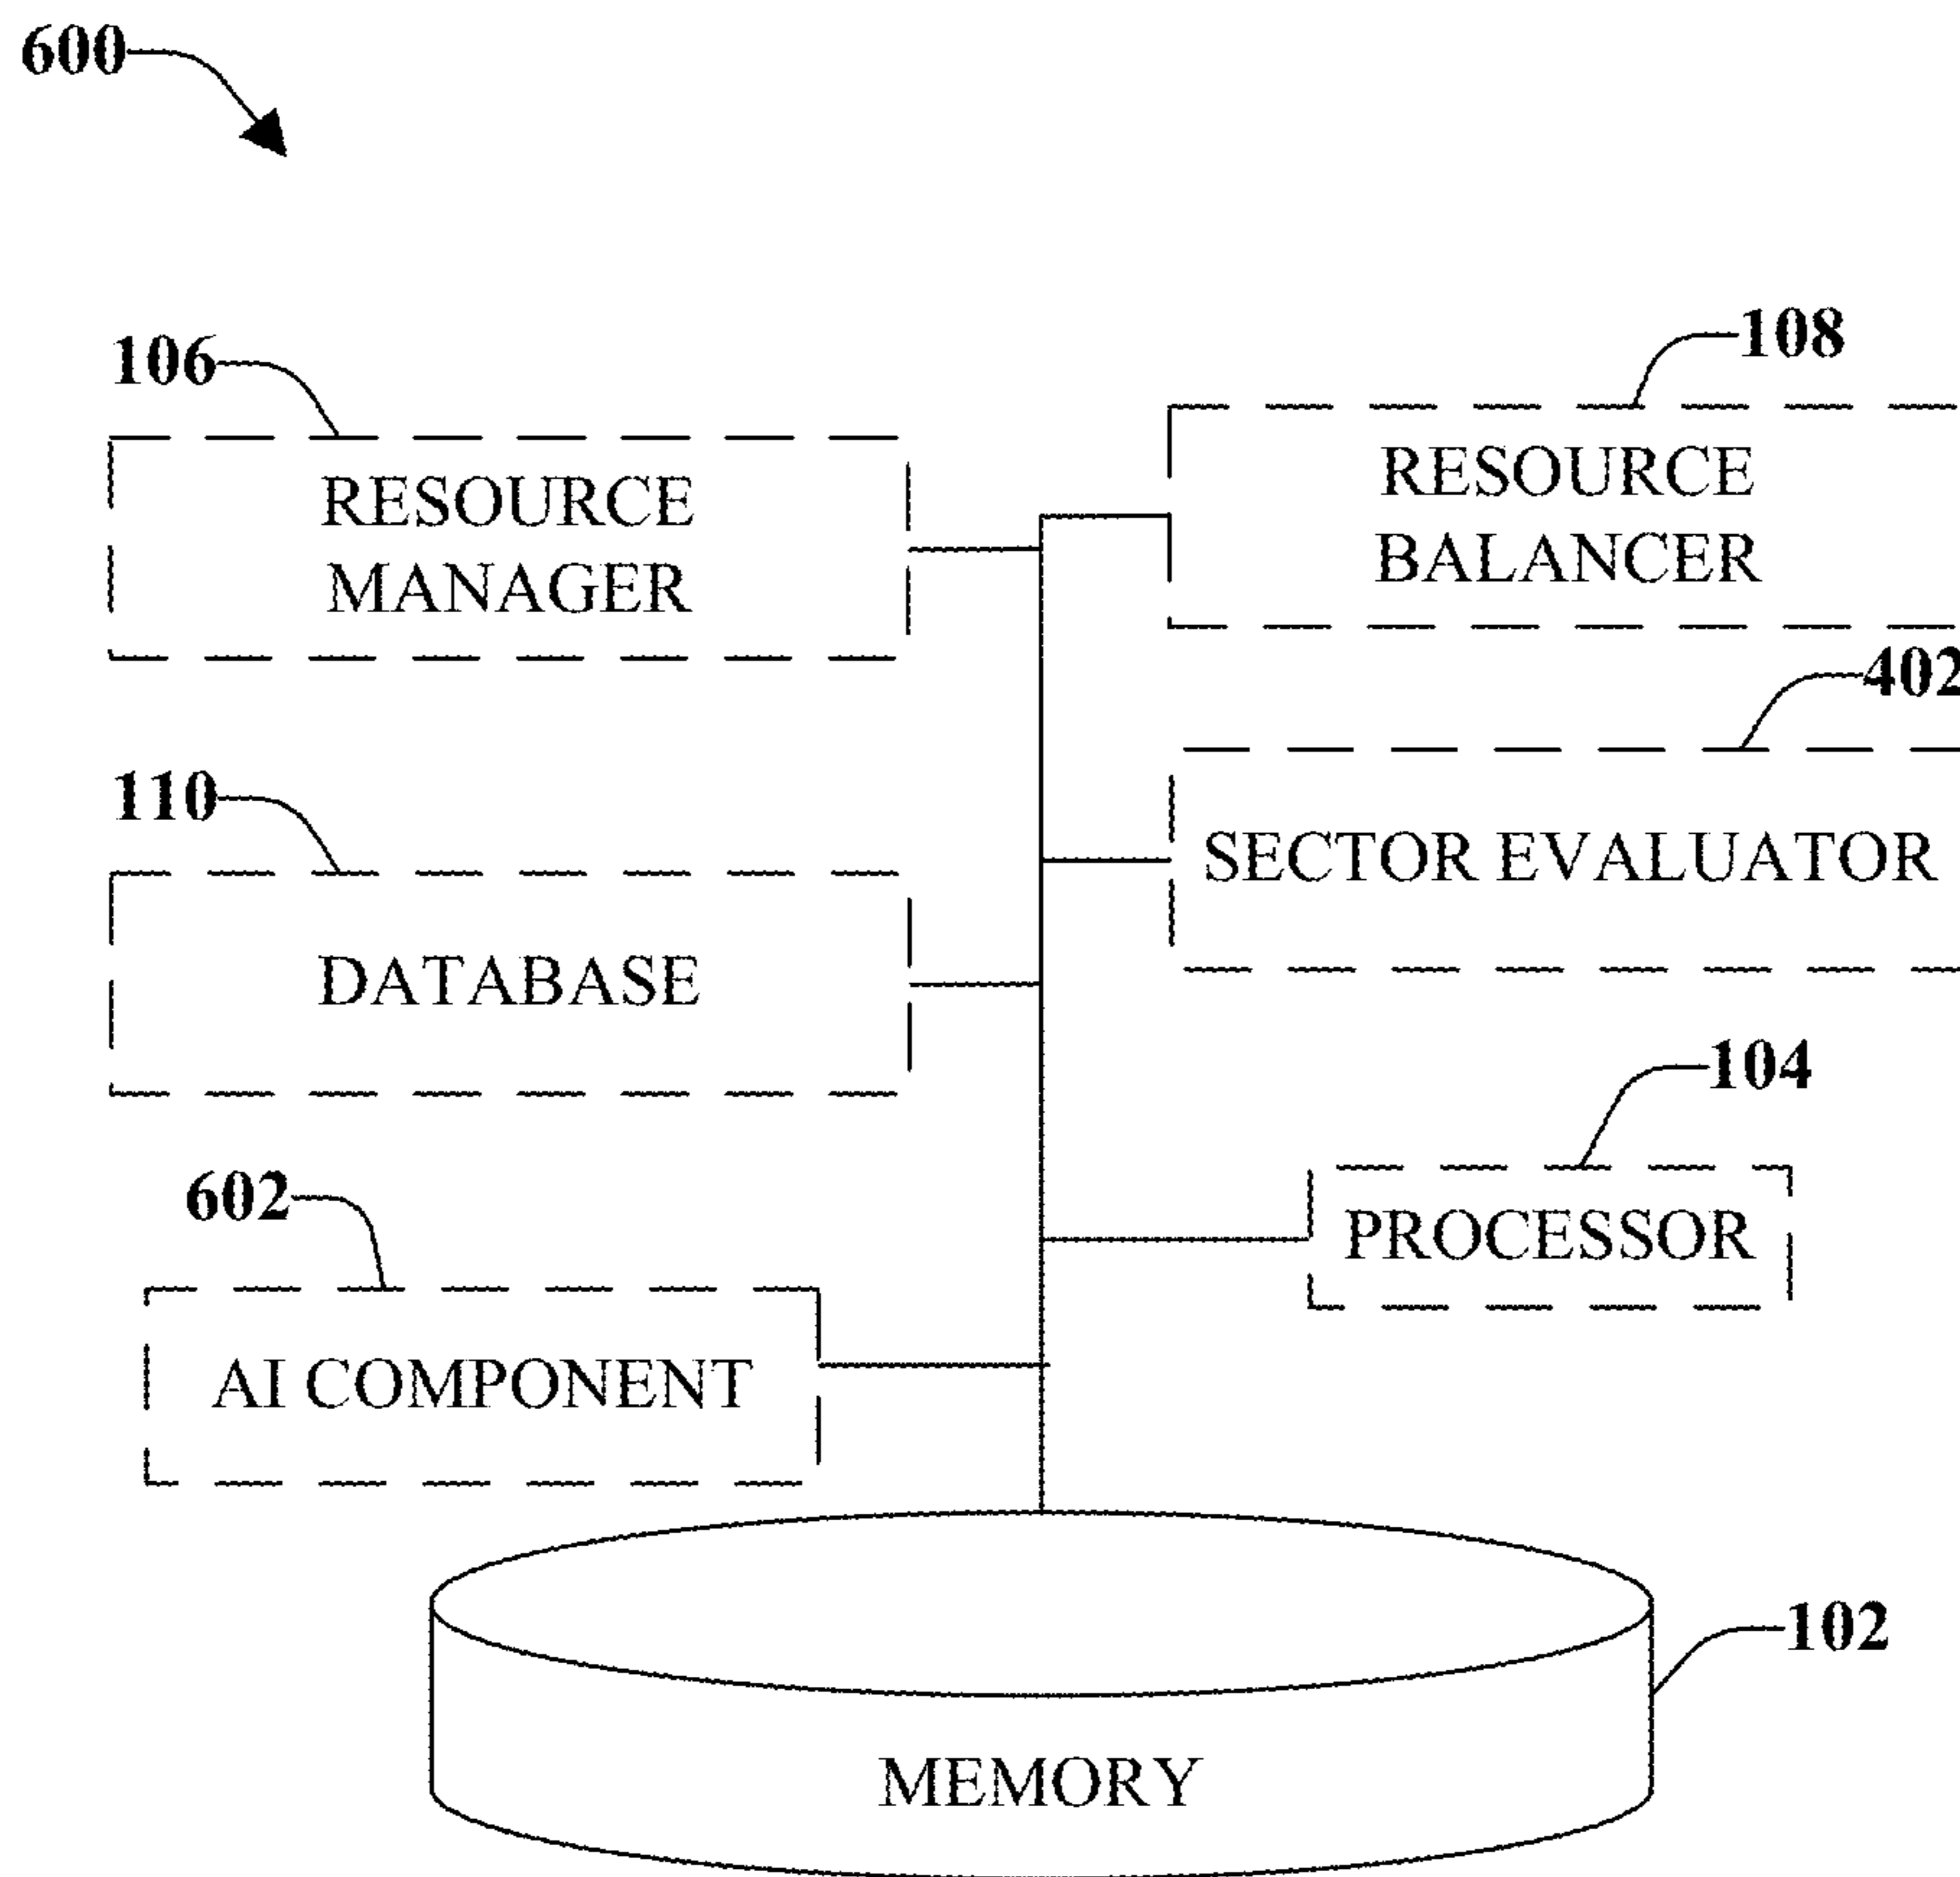 600
106
108
RESOURCE
MANAGER
RESOURCE
BALANCER
402
110
SECTOR EVALUATOR
DATABASE
104
602
PROCESSOR
AI COMPONENT
102
MEMORY